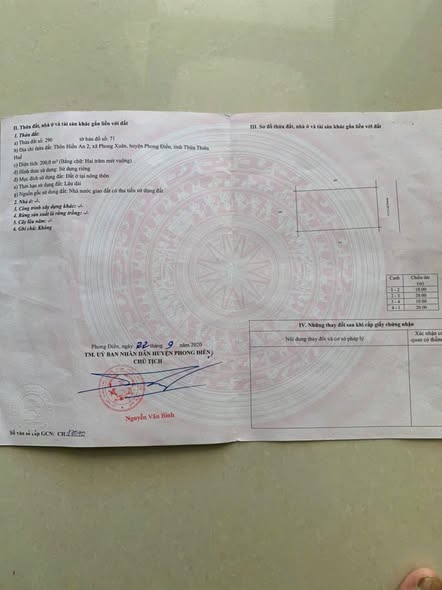 II. Thửa đất, nhà ở và tài sản khác gắn liền với đất
1. Thửa đất:
a) Thửa đất số: 290 tờ bản đồ số: 71
b) Địa chỉ thửa đất: Thôn Hiền An 2, xã Phong Xuân, huyện Phong Điền, tỉnh Thừa Thiên
Huế
c) Diện tích: 200,0 m² (Bằng chữ: Hai trăm mét vuông)
d) Hình thức sử dụng: Sử dụng riêng
đ) Mục đích sử dụng đất: Đất ở tại nông thôn
e) Thời hạn sử dụng đất: Lâu dài
g) Nguồn gốc sử dụng đất: Nhà nước giao đất có thu tiền sử dụng đất
2. Nhà ở: -/-
3. Công trình xây dựng khác: -/-
4. Rừng sản xuất là rừng trồng: -/-
5. Cây lâu năm: -/-
6. Ghi chú: Không
Phong Điền, ngày 22 tháng 9 năm 2020
TM. ỦY BAN NHÂN DÂN HUYỆN PHONG ĐIỀN
CHỦ TỊCH
Nguyễn Văn Bình
Số vào sổ cấp GCN: CH
III. Sơ đồ thửa đất, nhà ở và tài sản khác gắn liền với đất
Cạnh Chiều dài
(m)
1 - 2 10.00
2 - 3 20.00
3 - 4 10.00
4 - 1 20.00
IV. Những thay đổi sau khi cấp giấy chứng nhận
Nội dung thay đổi và cơ sở pháp lý
Xác nhận của
quan có thẩm